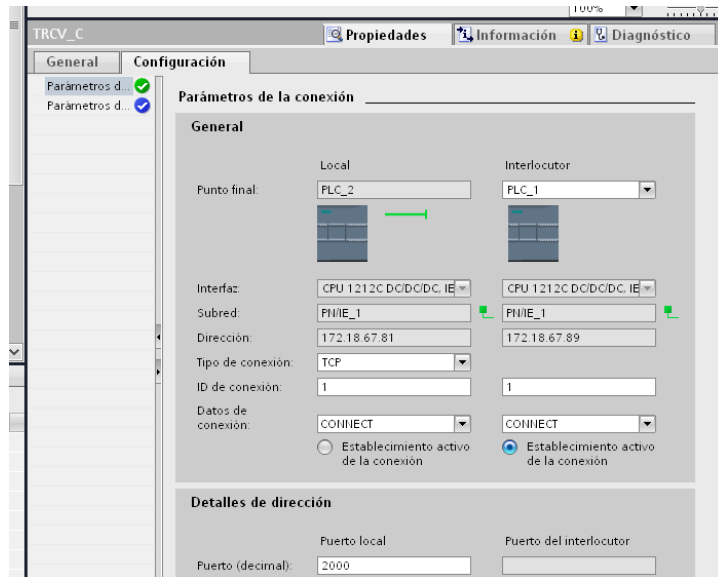 100%
TRCV_C
Propiedades
Información
Diagnóstico
General
Configuración
Parámetros d...
Parámetros d...
Parámetros de la conexión
General
Local
Interlocutor
Punto final:
PLC_2
PLC_1
Interfaz:
CPU 1212C DC/DC/DC, IE
CPU 1212C DC/DC/DC, IE
Subred:
PN/IE_1
PN/IE_1
Dirección:
172.18.67.81
172.18.67.89
Tipo de conexión:
TCP
ID de conexión:
1
1
Datos de
conexión:
CONNECT
CONNECT
Establecimiento activo
de la conexión
Establecimiento activo
de la conexión
Detalles de dirección
Puerto local
Puerto del interlocutor
Puerto (decimal):
2000